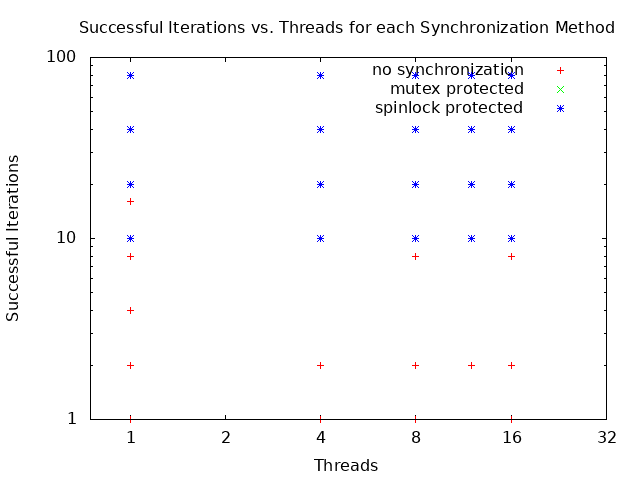 Successful Iterations vs. Threads for each Synchronization Method
100
no synchronization
mutex protected
spinlock protected
Successful Iterations
10
1
1 2 4 8 16 32
Threads